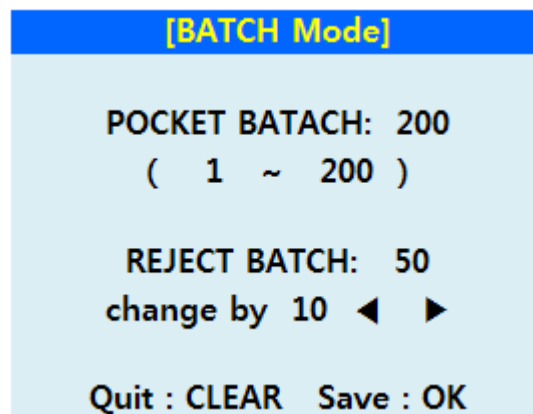 [BATCH Mode]
POCKET BATACH: 200
( 1 ~ 200 )
REJECT BATCH: 50
change by 10 ◀ ▶
Quit : CLEAR Save : OK